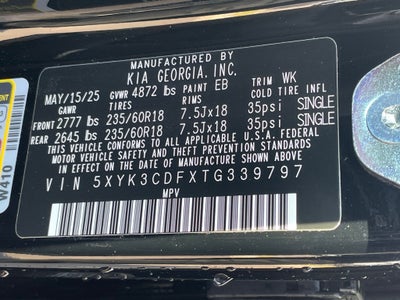 MANUFACTURED BY
KIA GEORGIA, INC.
MAY/15/25 GVWR 4872 lbs PAINT EB TRIM WK
GAWR TIRES RIMS COLD TIRE INFL
FRONT 2777 lbs 235/60R18 7.5Jx18 35psi SINGLE
REAR 2645 lbs 235/60R18 7.5Jx18 35psi SINGLE
THIS VEHICLE CONFORMS TO ALL APPLICABLE U.S.A. FEDERAL
MOTOR VEHICLE SAFETY AND THEFT PREVENTION STANDARDS
IN EFFECT ON THE DATE OF MANUFACTURE SHOWN ABOVE
VIN 5XYK3CDFXTG339797
MPV
W410